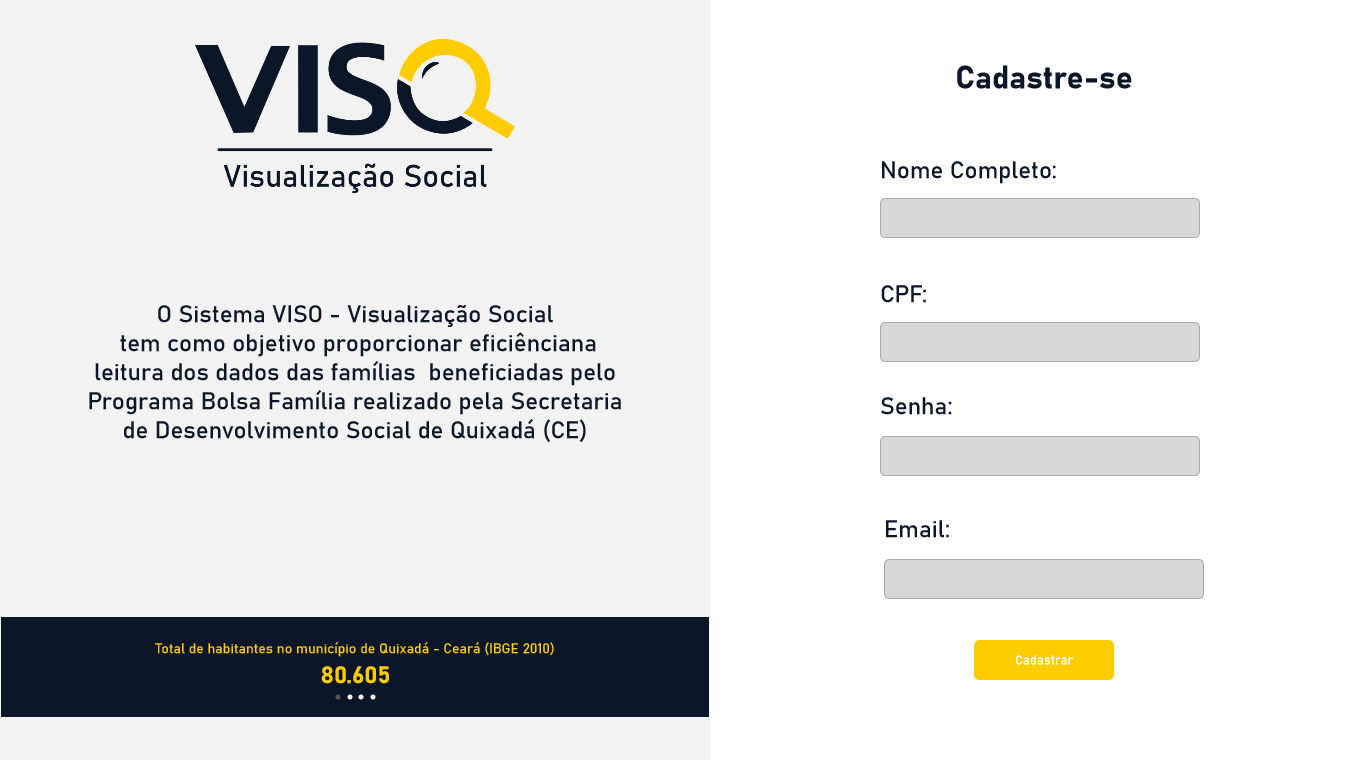 VISO
Visualização Social
O Sistema VISO - Visualização Social
tem como objetivo proporcionar eficiênciana
leitura dos dados das famílias  beneficiadas pelo
Programa Bolsa Família realizado pela Secretaria
de Desenvolvimento Social de Quixadá (CE)
Total de habitantes no município de Quixadá - Ceará (IBGE 2010)
80.605
Cadastre-se
Nome Completo:
CPF:
Senha:
Email:
Cadastrar